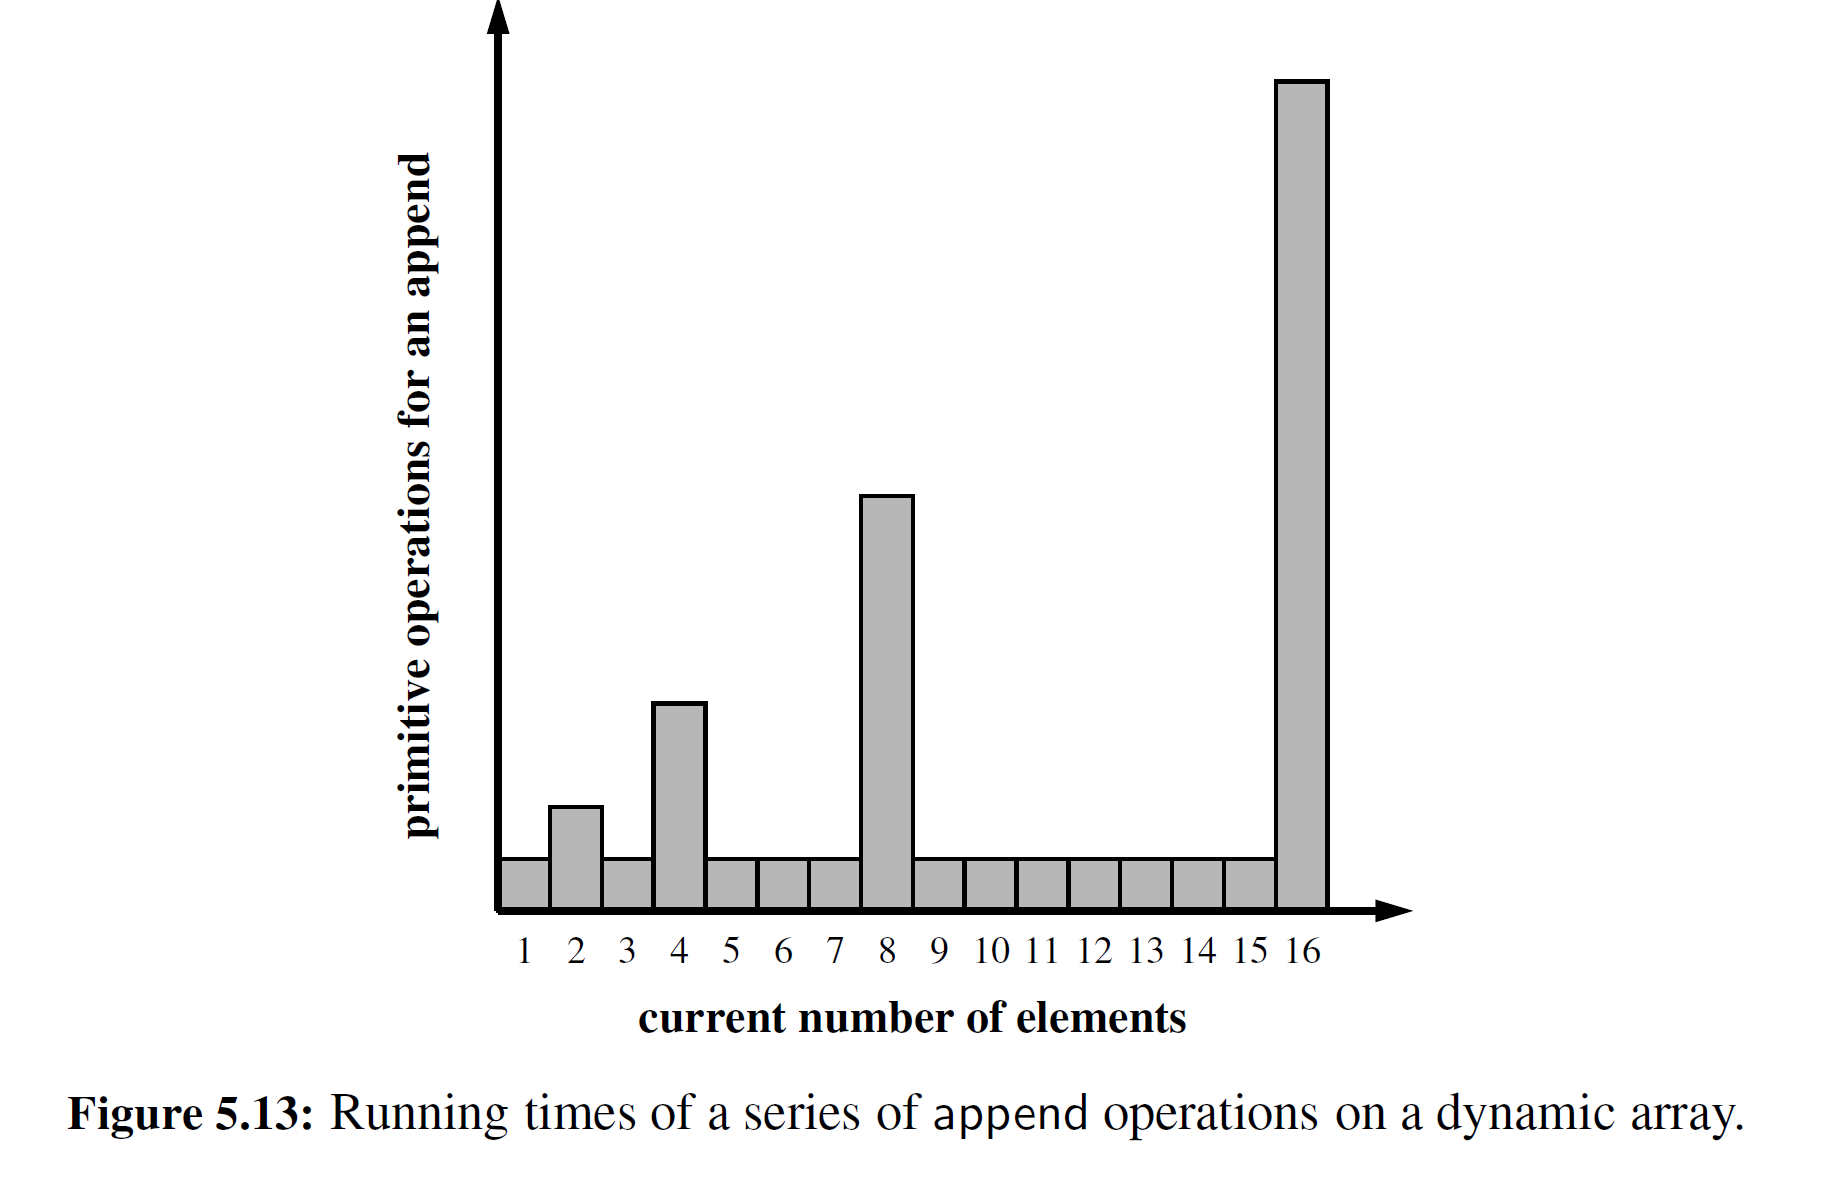 primitive operations for an append
1 2 3 4 5 6 7 8 9 10 11 12 13 14 15 16
current number of elements
Figure 5.13: Running times of a series of append operations on a dynamic array.